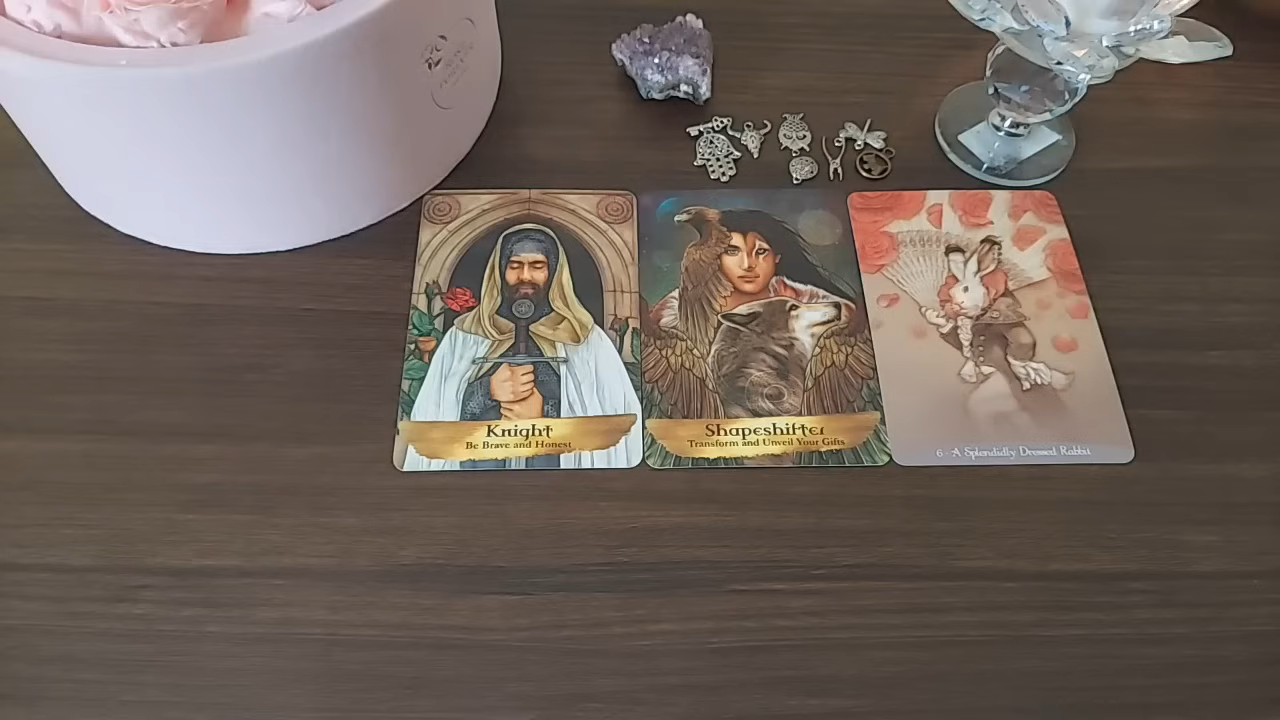 Knight
Be Brave and Honest
Shapeshifter
Transform and Unveil Your Gifts
6 - A Splendidly Dressed Rabbit